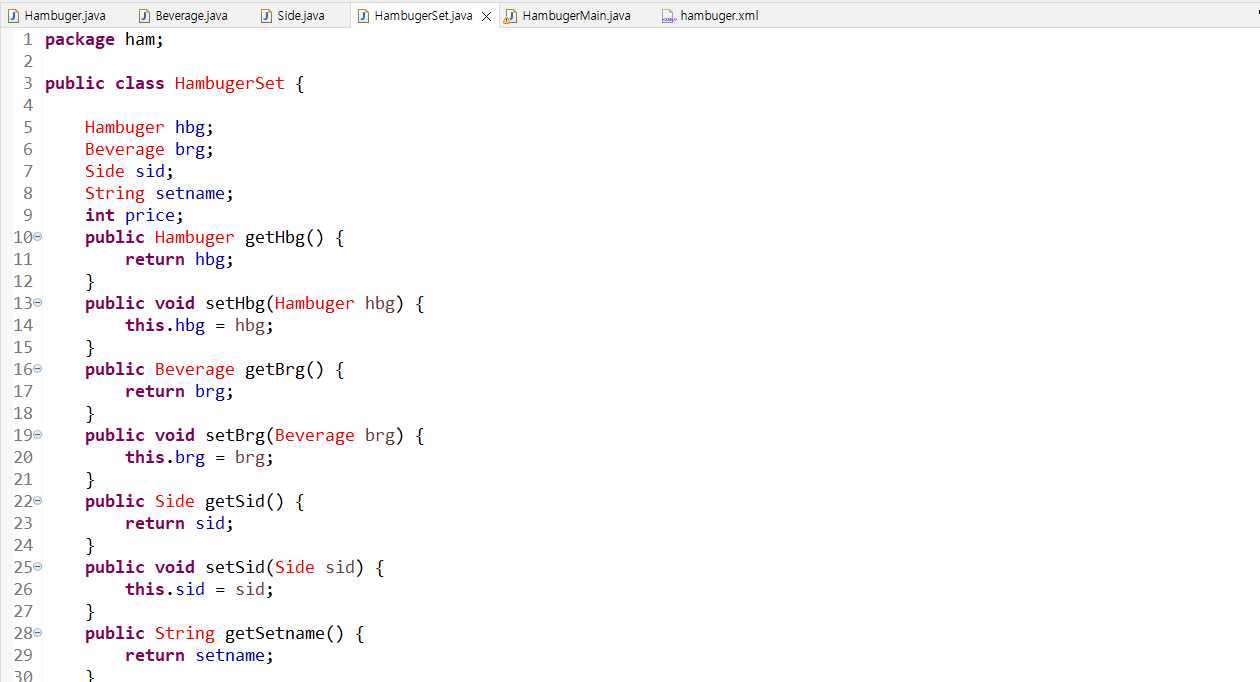 Hambuger.java Beverage.java Side.java HambugerSet.java HambugerMain.java hambuger.xml
1 package ham;
2
3 public class HambugerSet {
4
5     Hambuger hbg;
6     Beverage brg;
7     Side sid;
8     String setname;
9     int price;
10     public Hambuger getHbg() {
11         return hbg;
12     }
13     public void setHbg(Hambuger hbg) {
14         this.hbg = hbg;
15     }
16     public Beverage getBrg() {
17         return brg;
18     }
19     public void setBrg(Beverage brg) {
20         this.brg = brg;
21     }
22     public Side getSid() {
23         return sid;
24     }
25     public void setSid(Side sid) {
26         this.sid = sid;
27     }
28     public String getSetname() {
29         return setname;
30     }